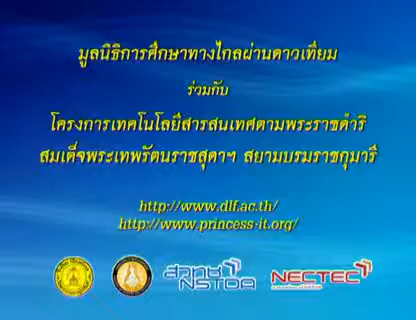 มูลนิธิการศึกษาทางไกลผ่านดาวเทียม
ร่วมกับ
โครงการเทคโนโลยีสารสนเทศตามพระราชดำริ
สมเด็จพระเทพรัตนราชสุดาฯ สยามบรมราชกุมารี
http://www.dlf.ac.th/
http://www.princess-it.org/
สวทช
NSTDA
NECTEC